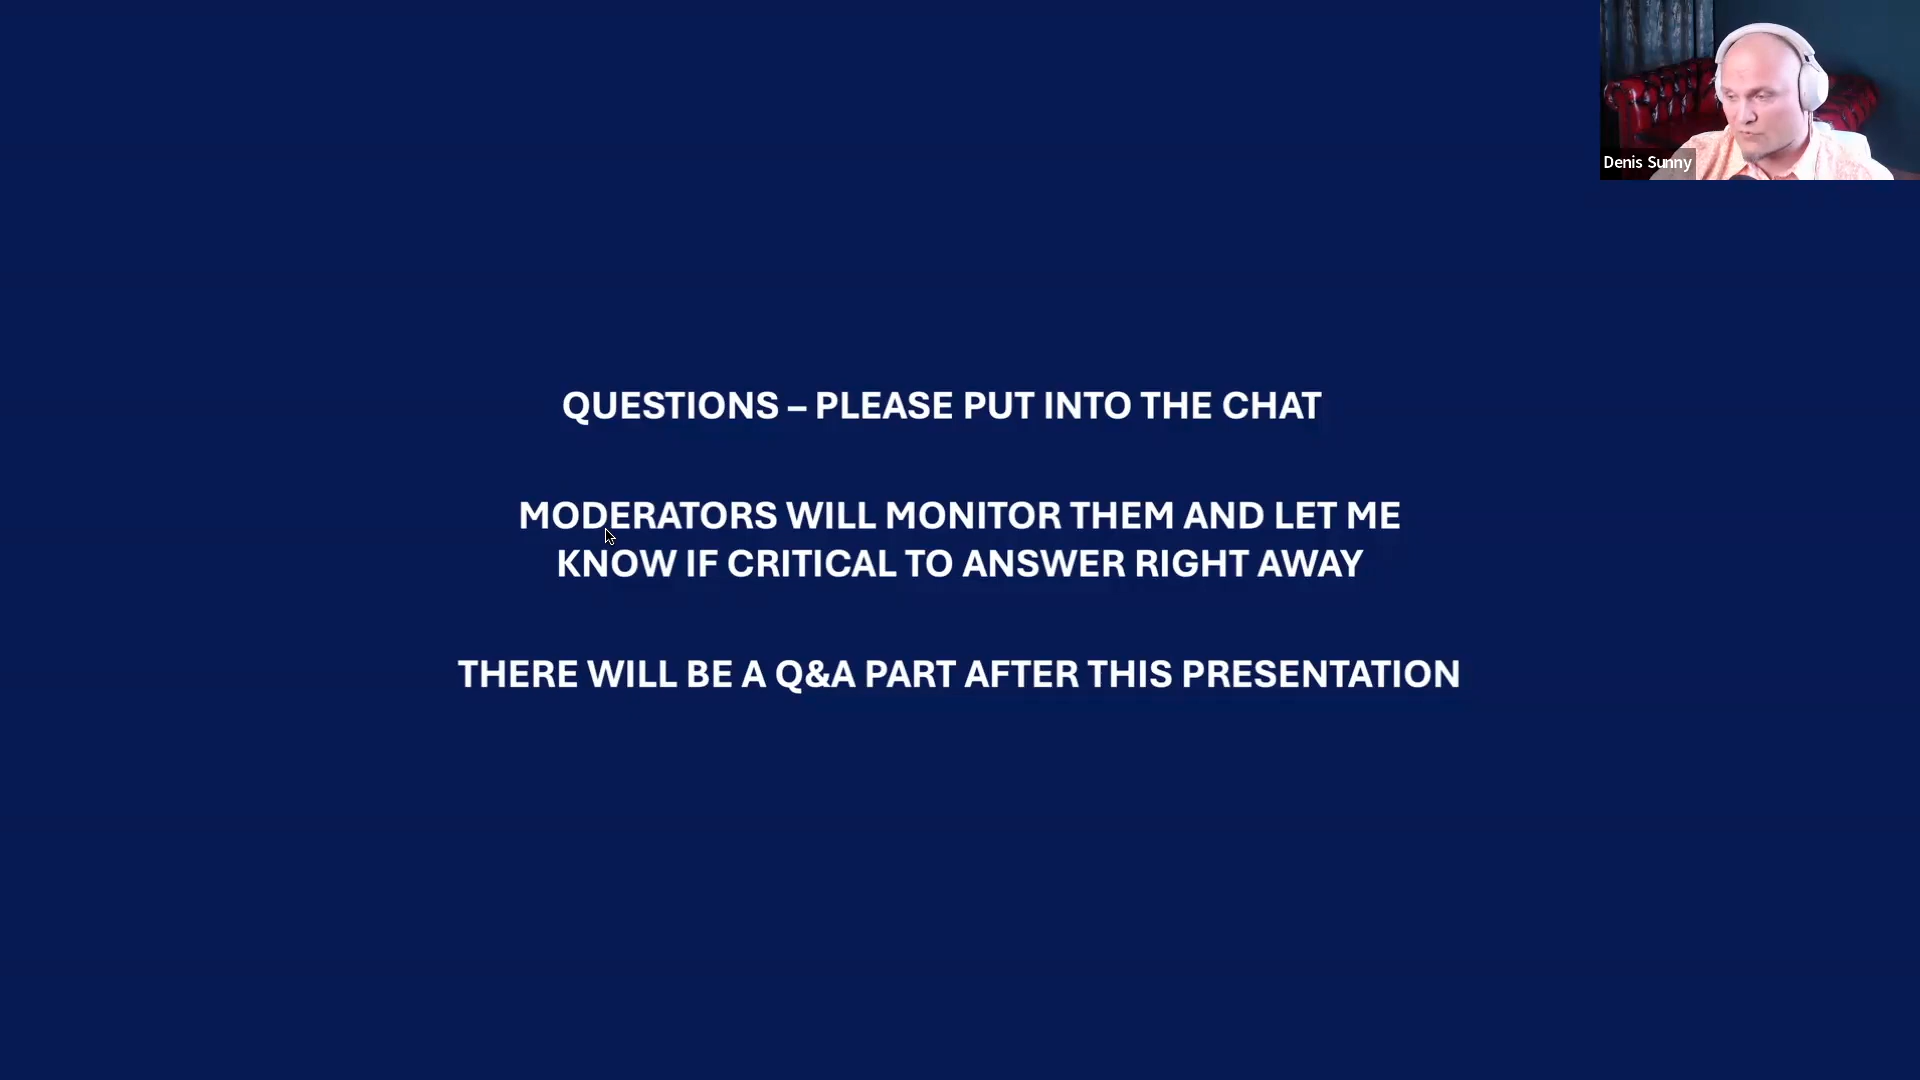 Denis Sunny
QUESTIONS – PLEASE PUT INTO THE CHAT
MODERATORS WILL MONITOR THEM AND LET ME
KNOW IF CRITICAL TO ANSWER RIGHT AWAY
THERE WILL BE A Q&A PART AFTER THIS PRESENTATION